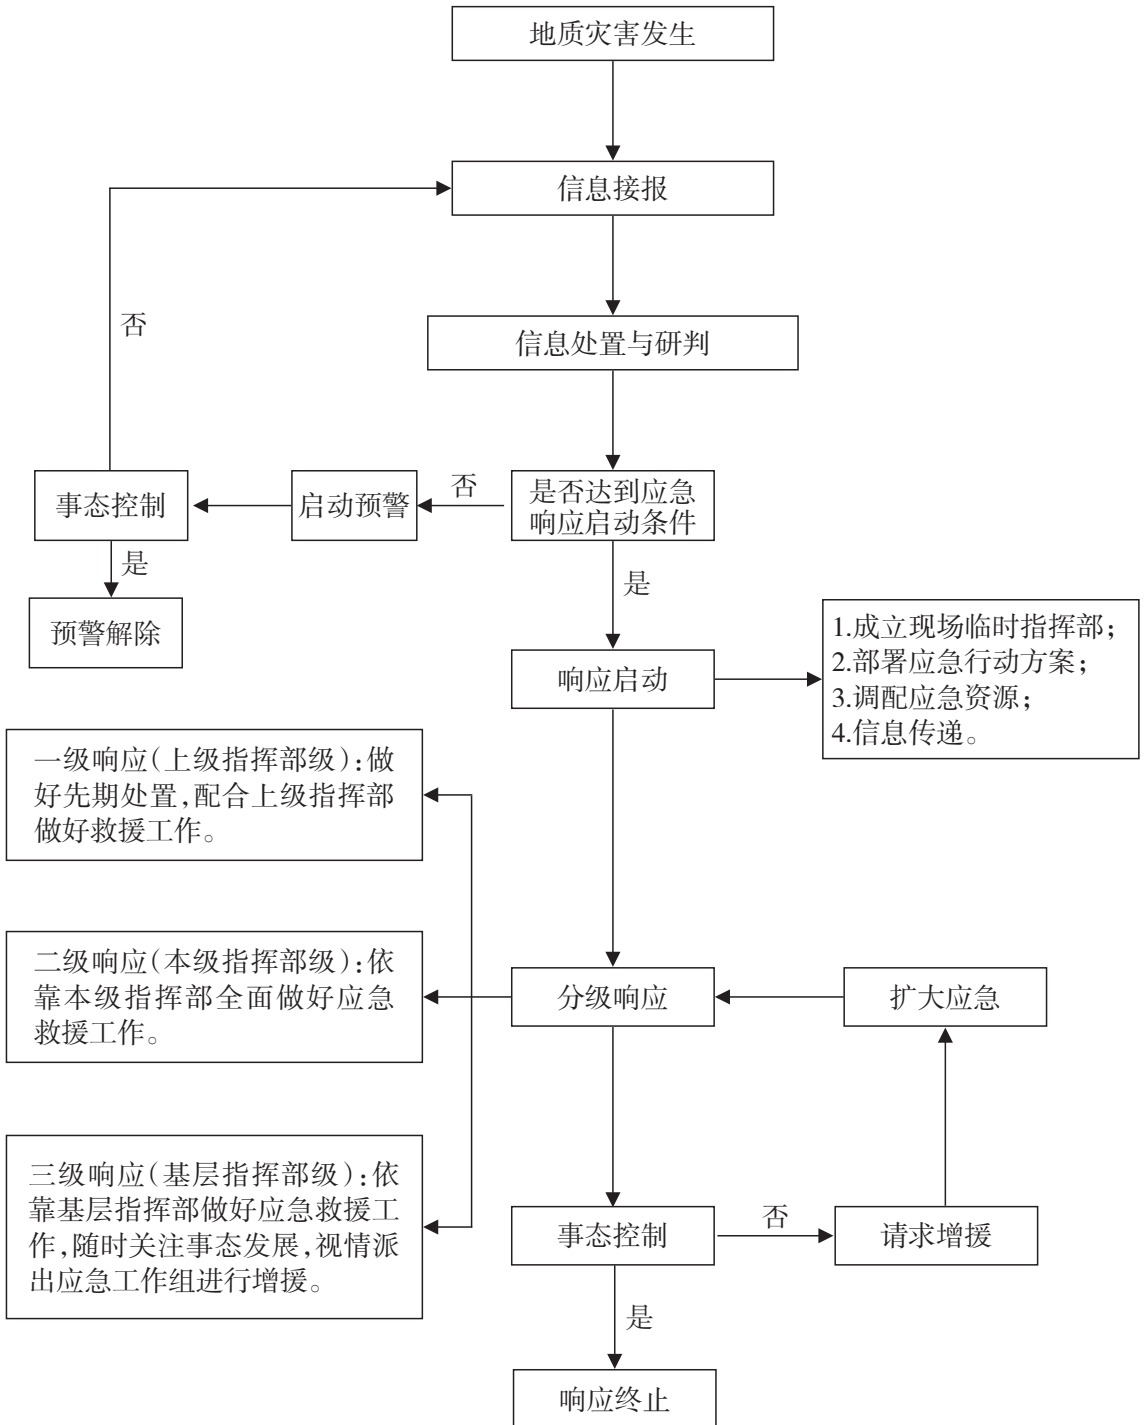 地质灾害发生
信息接报
否
信息处置与研判
事态控制
启动预警
否
是否达到应急
响应启动条件
是
预警解除
是
响应启动
1.成立现场临时指挥部；
2.部署应急行动方案；
3.调配应急资源；
4.信息传递。
一级响应（上级指挥部级）：做
好先期处置，配合上级指挥部
做好救援工作。
二级响应（本级指挥部级）：依
靠本级指挥部全面做好应急
救援工作。
分级响应
扩大应急
三级响应（基层指挥部级）：依
靠基层指挥部做好应急救援工
作，随时关注事态发展，视情派
出应急工作组进行增援。
事态控制
否
请求增援
是
响应终止